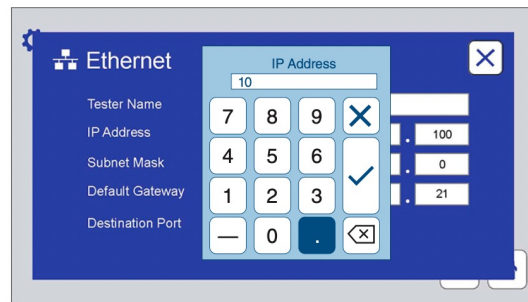 Ethernet
IP Address
10
Tester Name
IP Address
Subnet Mask
Default Gateway
Destination Port
7 8 9
4 5 6
1 2 3
— 0 .
. 100
. 0
. 21